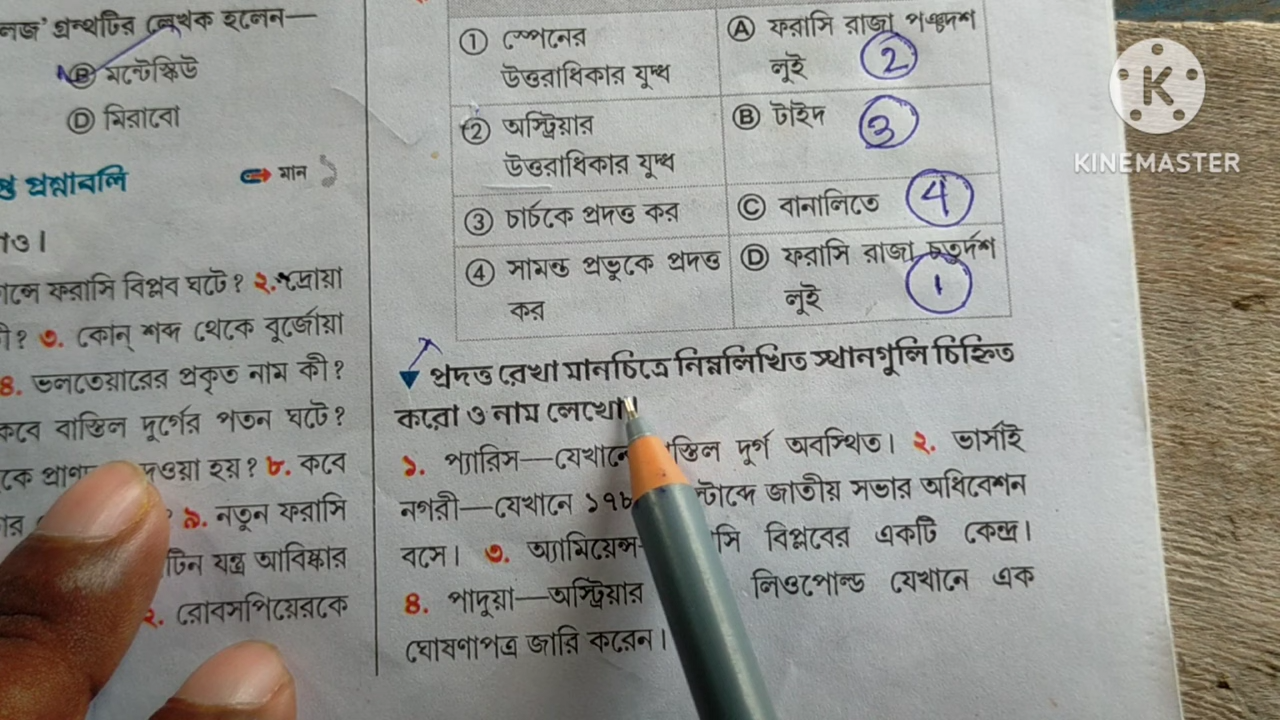 গ্রন্থটির লেখক হলেন—
B মন্টেস্কিউ
D মিরাবো
প্রশ্নাবলি মান ১
ফরাসি বিপ্লব ঘটে? ২.
৩. কোন্ শব্দ থেকে বুর্জোয়া
৪. ভলতেয়ারের প্রকৃত নাম কী?
কবে বাস্তিল দুর্গের পতন ঘটে?
হয়? ৮. কবে
৯. নতুন ফরাসি
যন্ত্র আবিষ্কার
রোবসপিয়েরকে
1 স্পেনের
উত্তরাধিকার যুদ্ধ
A ফরাসি রাজা পঞ্চদশ
লুই 2
2 অস্ট্রিয়ার
উত্তরাধিকার যুদ্ধ
B টাইদ 3
3 চার্চকে প্রদত্ত কর
C বানালিতে 4
4 সামন্ত প্রভুকে প্রদত্ত
কর
D ফরাসি রাজা চতুর্দশ
লুই 1
প্রদত্ত রেখা মানচিত্রে নিম্নলিখিত স্থানগুলি চিহ্নিত
করো ও নাম লেখো।
১. প্যারিস—যেখানে দুর্গ অবস্থিত। ২. ভার্সাই
নগরী—যেখানে জাতীয় সভার অধিবেশন
বসে। ৩. অ্যামিয়েন্স বিপ্লবের একটি কেন্দ্র।
৪. পাদুয়া—অস্ট্রিয়ার লিওপোল্ড যেখানে এক
ঘোষণাপত্র জারি করেন।
K
KINEMASTER